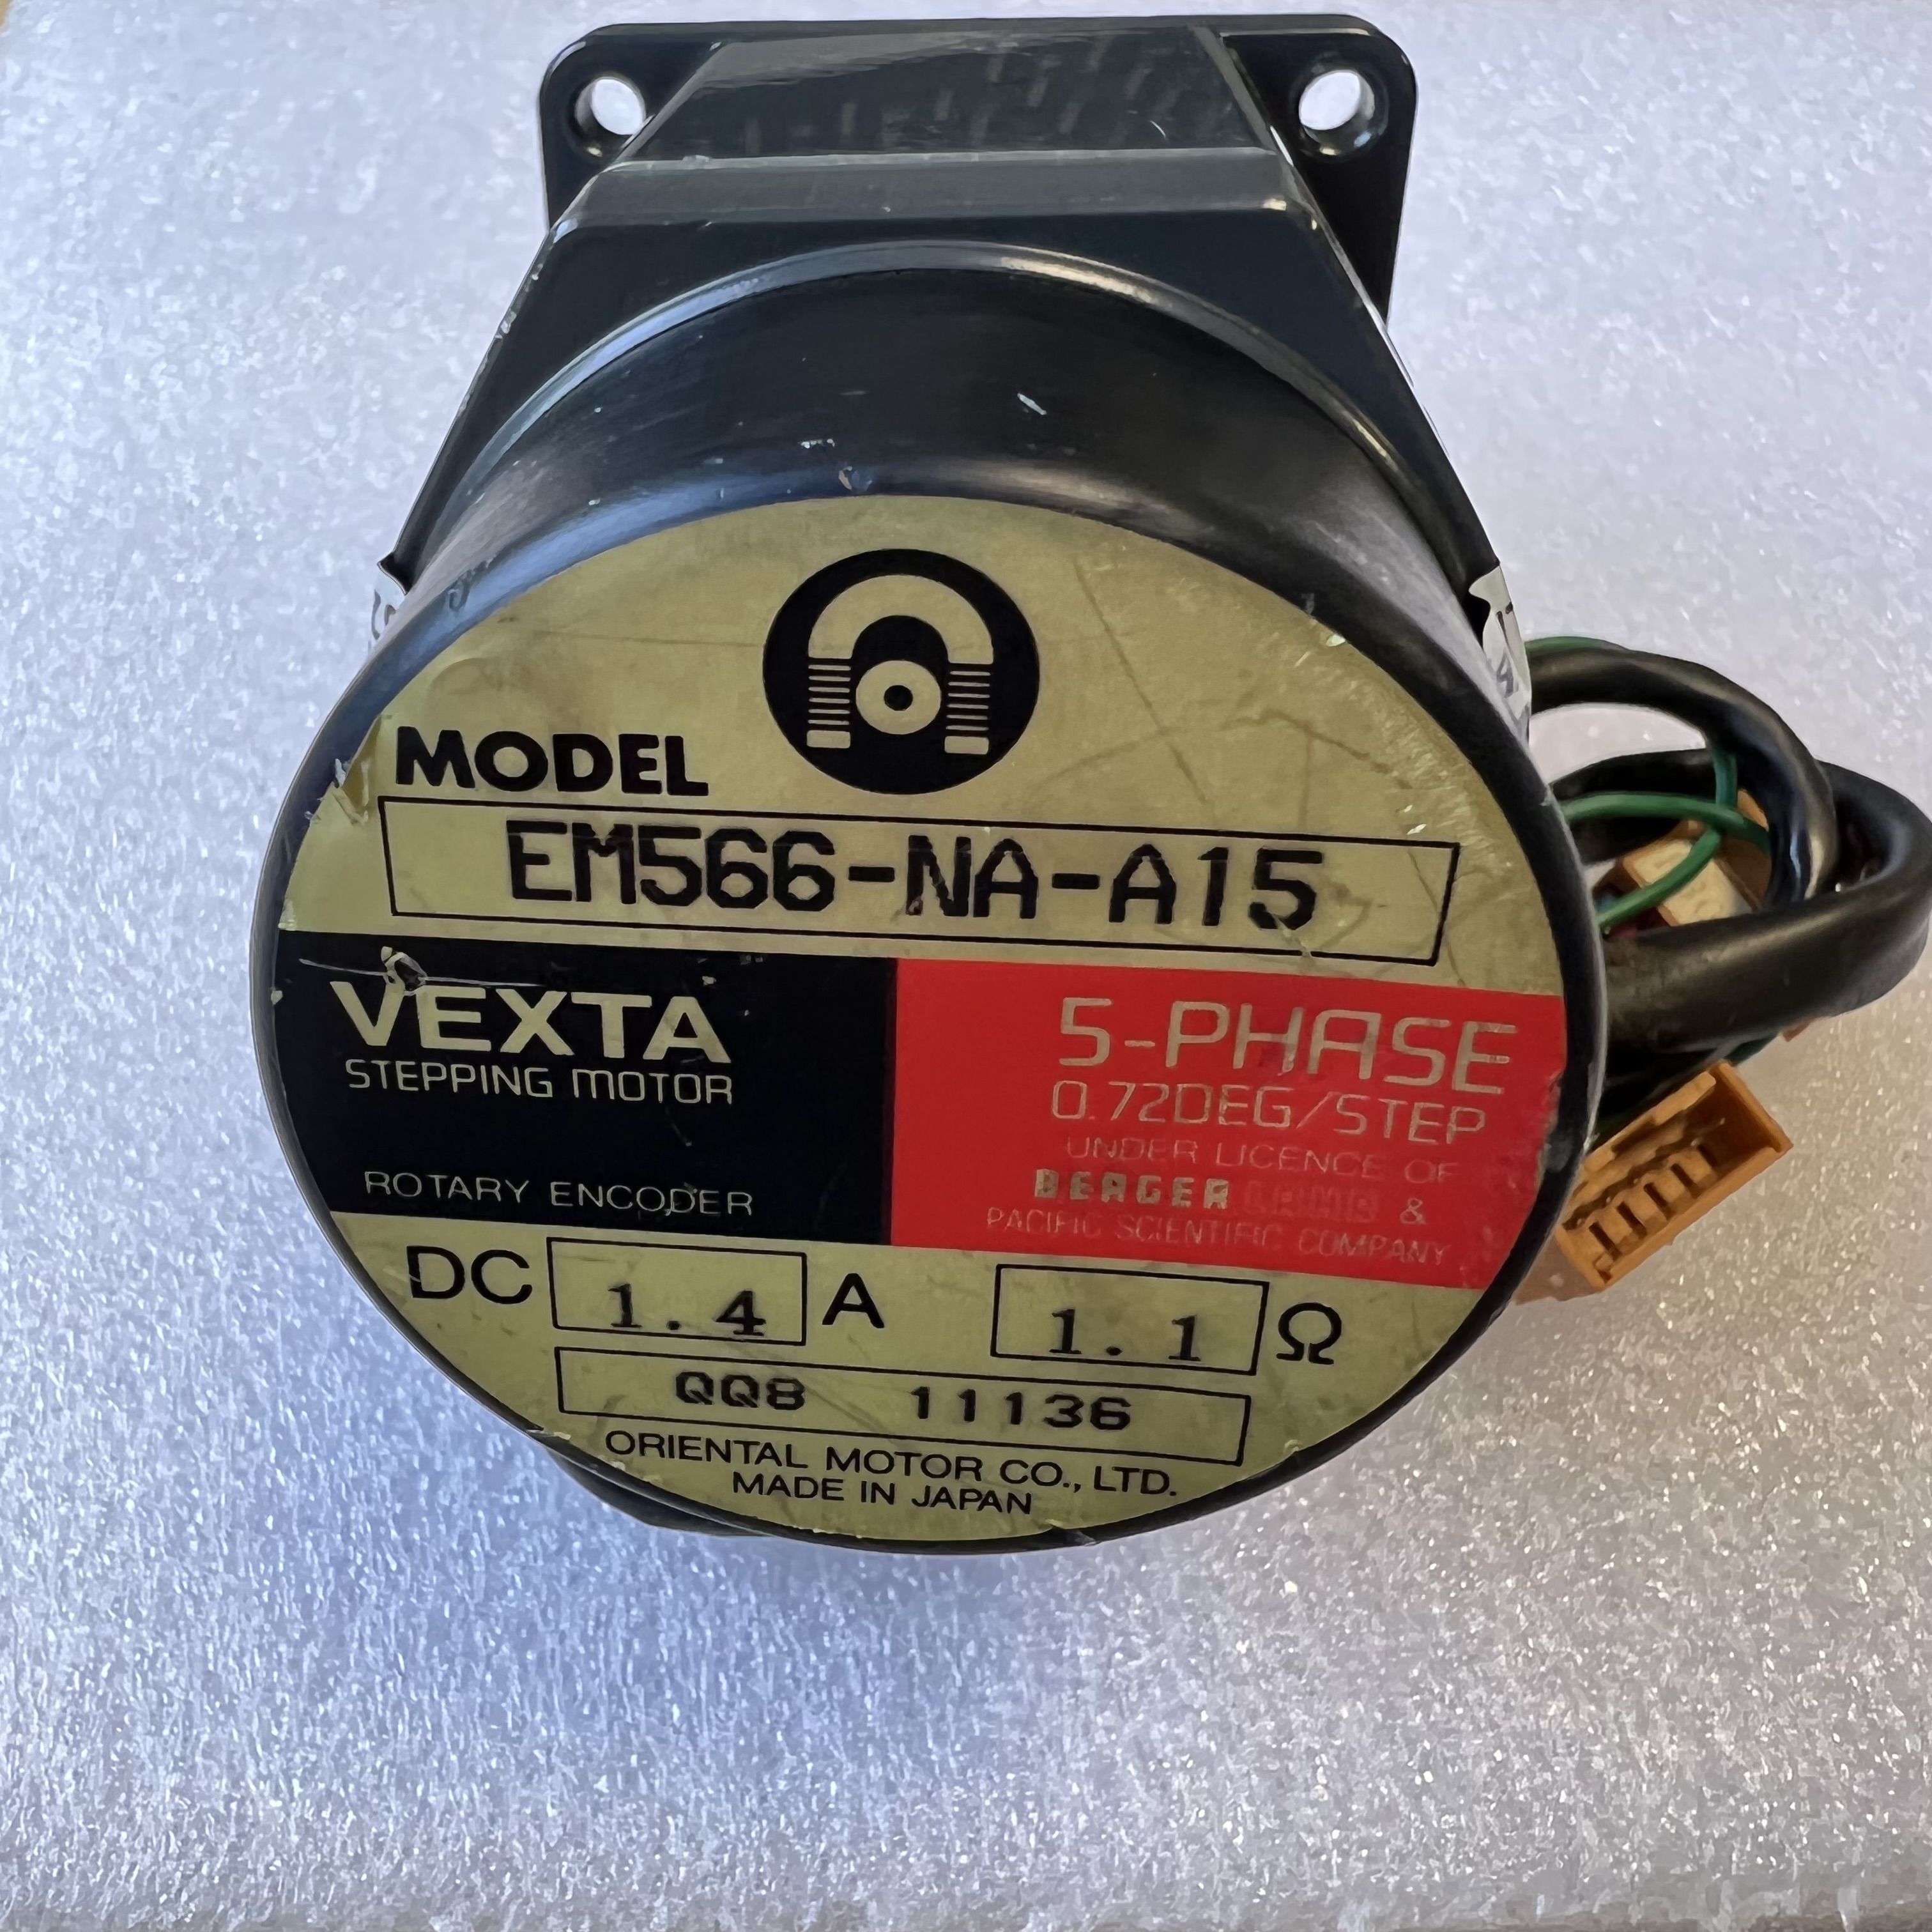 MODEL
EM566-NA-A15
VEXTA
STEPPING MOTOR
ROTARY ENCODER
5-PHASE
0.72DEG/STEP
UNDER LICENCE OF
BERGER &
PACIFIC SCIENTIFIC COMPANY
DC 1.4 A 1.1 Ω
QQ8 11136
ORIENTAL MOTOR CO., LTD.
MADE IN JAPAN